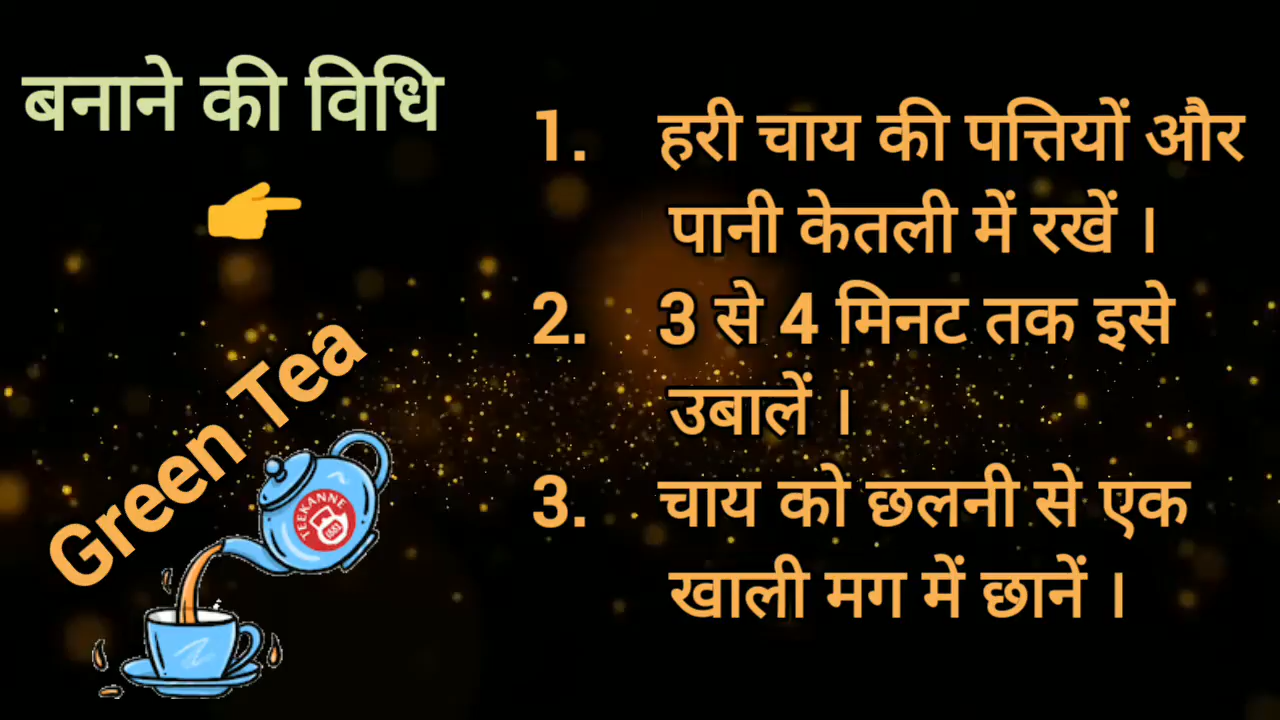 बनाने की विधि
1. हरी चाय की पत्तियों और
पानी केतली में रखें ।
2. 3 से 4 मिनट तक इसे
उबालें ।
3. चाय को छलनी से एक
खाली मग में छानें ।
Green Tea
TEEKANNE
1882